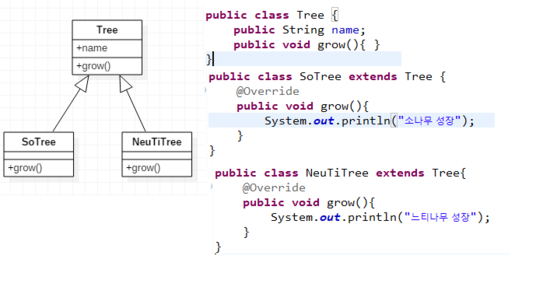 Tree
+name
+grow()
SoTree
+grow()
NeuTiTree
+grow()
public class Tree {
public String name;
public void grow(){ }
}
public class SoTree extends Tree {
@Override
public void grow(){
System.out.println("소나무 성장");
}
}
public class NeuTiTree extends Tree{
@Override
public void grow(){
System.out.println("느티나무 성장");
}
}